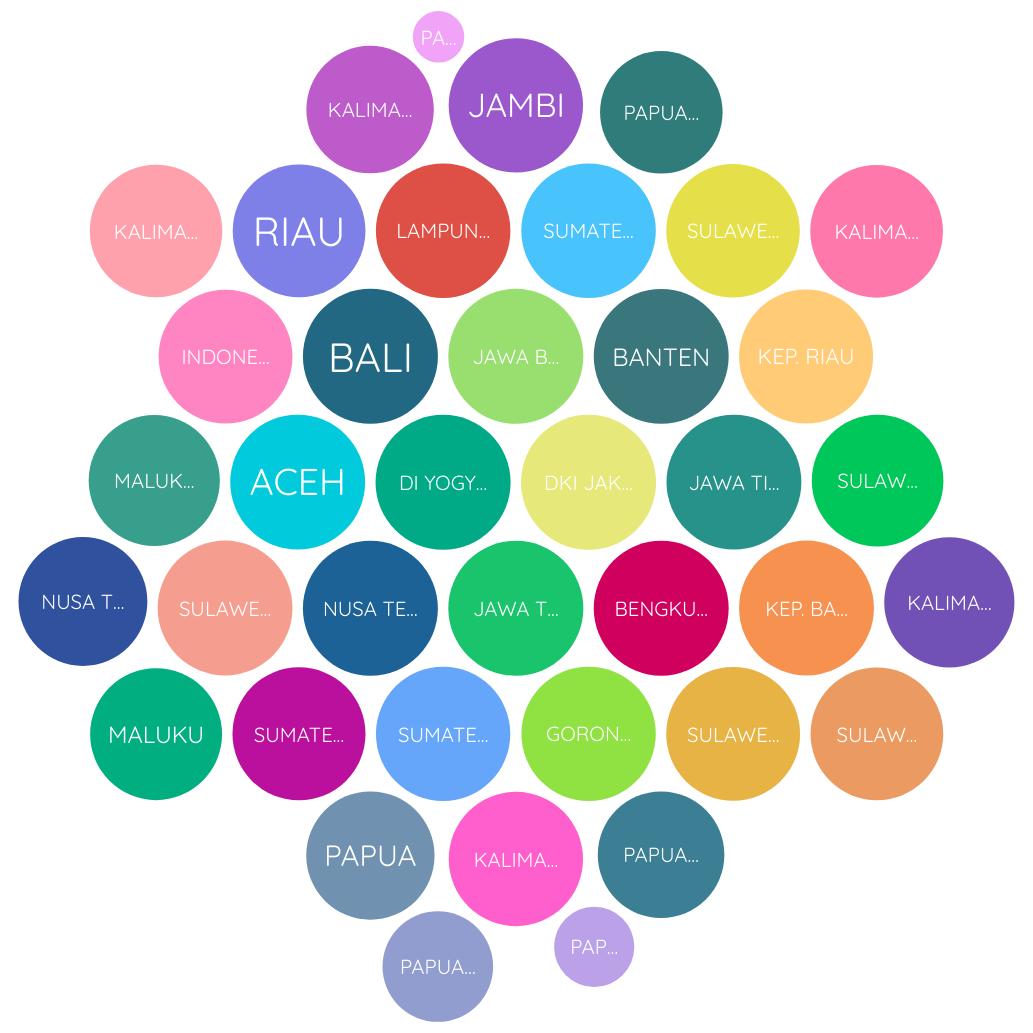 PA...
KALIMA...
JAMBI
PAPUA...
KALIMA...
RIAU
LAMPUN...
SUMATE...
SULAWE...
KALIMA...
INDONE...
BALI
JAWA B...
BANTEN
KEP. RIAU
MALUK...
ACEH
DI YOGY...
DKI JAK...
JAWA TI...
SULAW...
NUSA T...
SULAWE...
NUSA TE...
JAWA T...
BENGKU...
KEP. BA...
KALIMA...
MALUKU
SUMATE...
SUMATE...
GORON...
SULAWE...
SULAW...
PAPUA
KALIMA...
PAPUA...
PAPUA...
PAP...